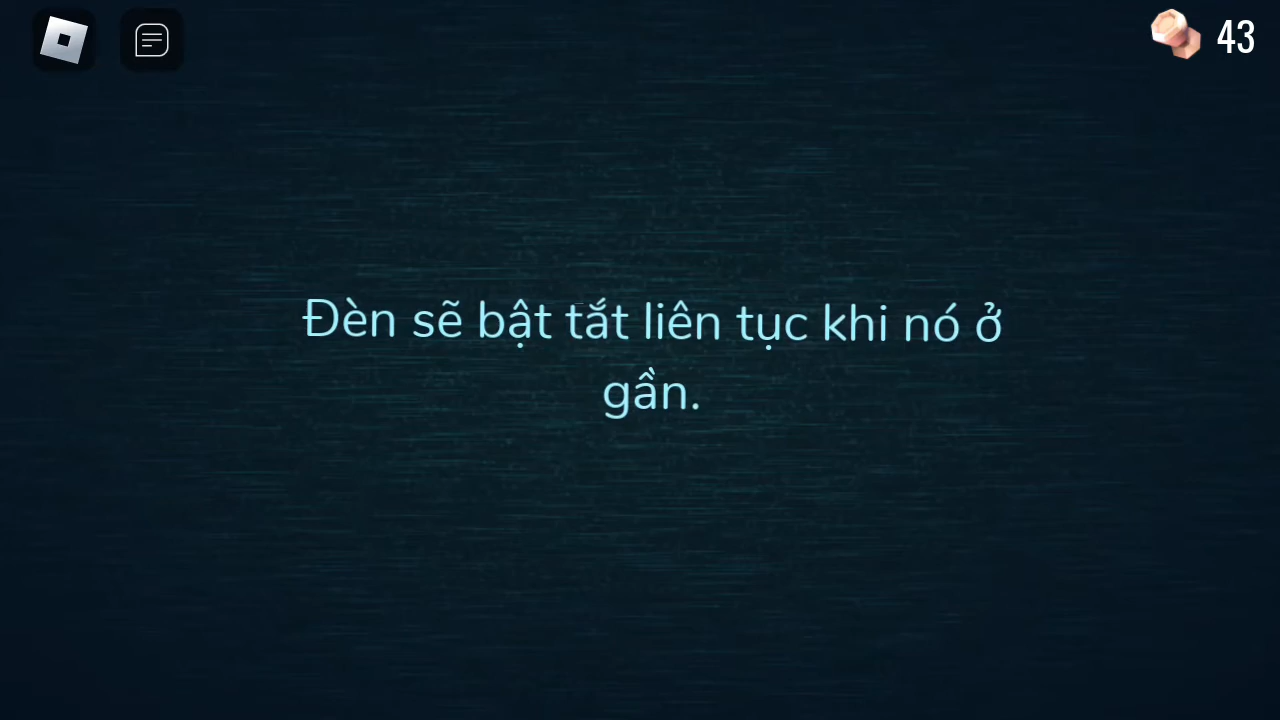 43
Đèn sẽ bật tắt liên tục khi nó ở
gần.